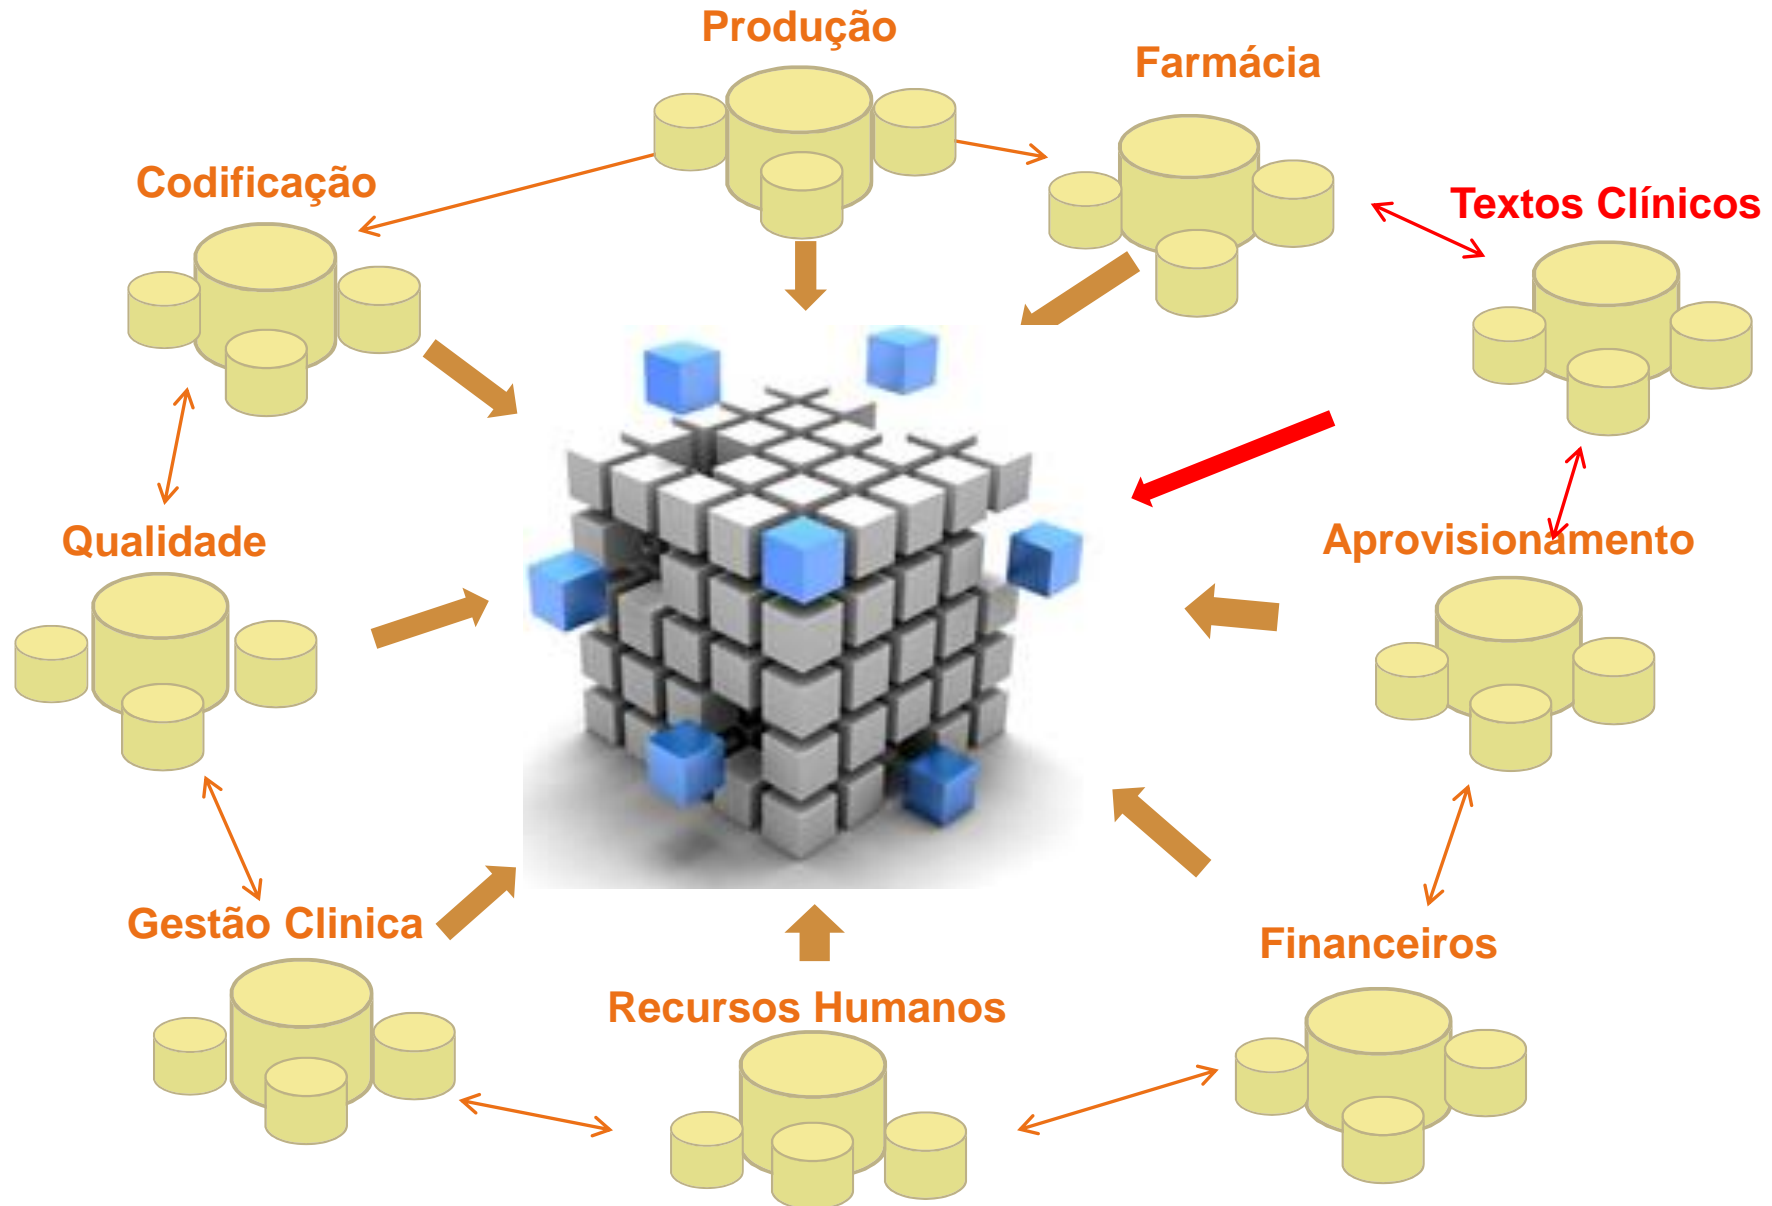 Produção
Farmácia
Codificação
Textos Clínicos
Qualidade
Aprovisionamento
Gestão Clinica
Financeiros
Recursos Humanos